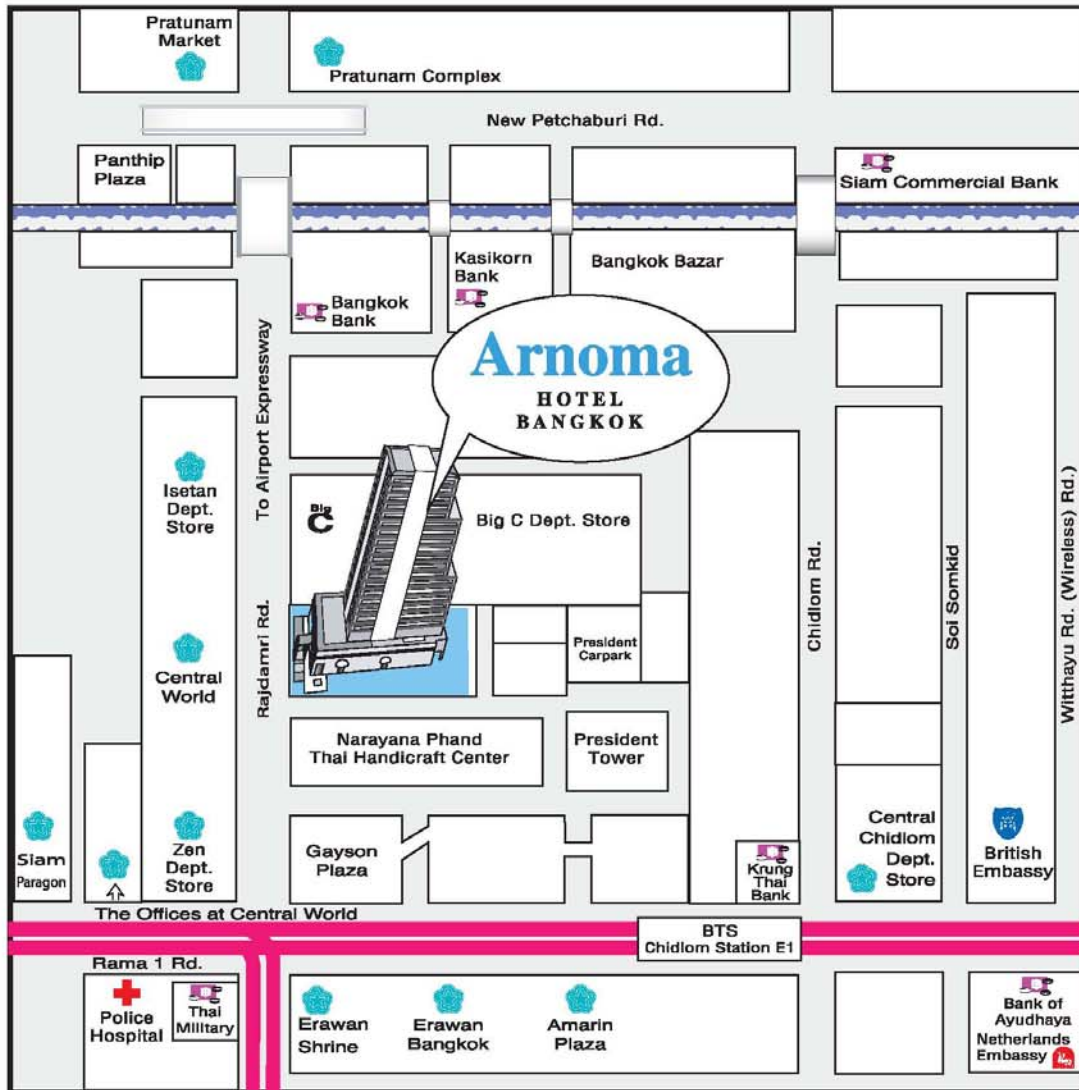 Pratunam
Market
Pratunam Complex
New Petchaburi Rd.
Panthip
Plaza
Siam Commercial Bank
Kasikorn
Bank
Bangkok Bazar
Bangkok
Bank
Arnoma
HOTEL
BANGKOK
To Airport Expressway
Isetan
Dept.
Store
Big
C
Big C Dept. Store
Chidlom Rd.
Soi Somkid
Witthayu Rd. (Wireless) Rd.)
Rajdamri Rd.
Central
World
President
Carpark
Narayana Phand
Thai Handicraft Center
President
Tower
Siam
Paragon
Zen
Dept.
Store
Gayson
Plaza
Krung
Thai
Bank
Central
Chidlom
Dept.
Store
British
Embassy
The Offices at Central World
BTS
Chidlom Station E1
Rama 1 Rd.
Police
Hospital
Thai
Military
Erawan
Shrine
Erawan
Bangkok
Amarin
Plaza
Bank of
Ayudhaya
Netherlands
Embassy